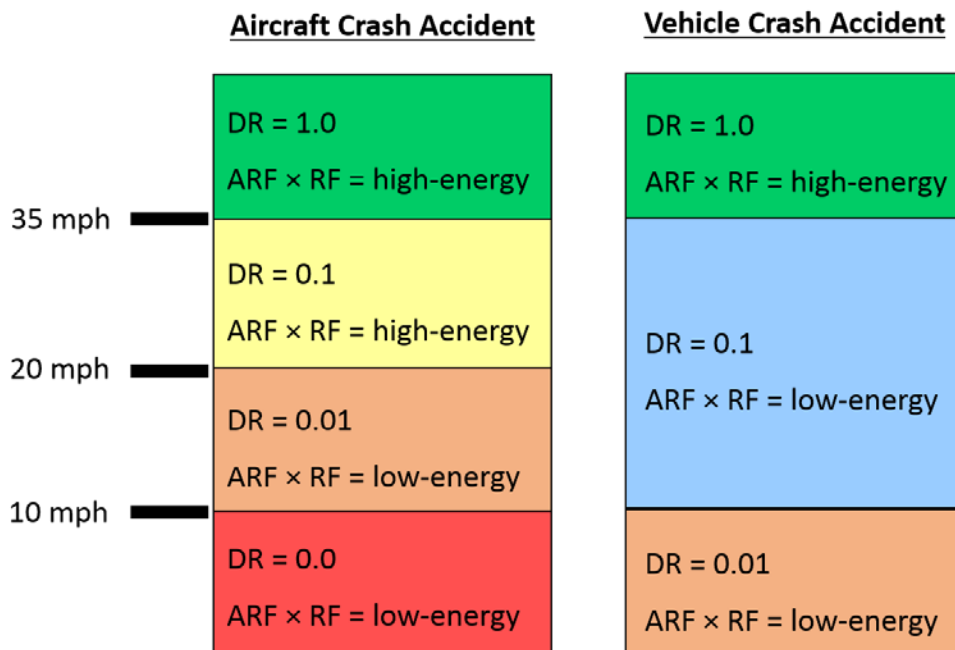 Aircraft Crash Accident
DR = 1.0
ARF × RF = high-energy
35 mph
DR = 0.1
ARF × RF = high-energy
20 mph
DR = 0.01
ARF × RF = low-energy
10 mph
DR = 0.0
ARF × RF = low-energy
Vehicle Crash Accident
DR = 1.0
ARF × RF = high-energy
DR = 0.1
ARF × RF = low-energy
DR = 0.01
ARF × RF = low-energy